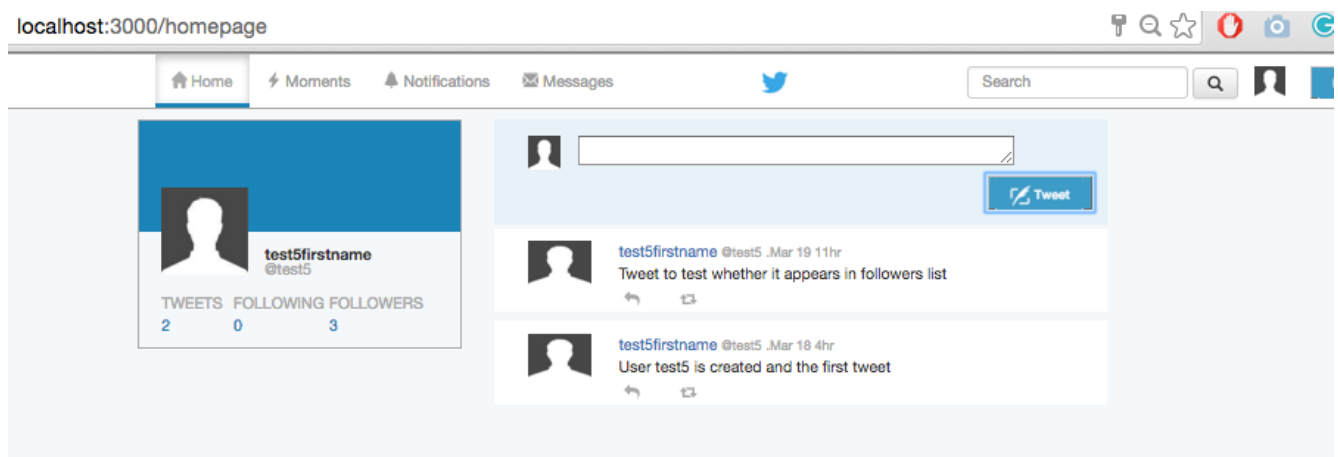 localhost:3000/homepage
Home Moments Notifications Messages Search
Tweet
test5firstname
@test5
TWEETS FOLLOWING FOLLOWERS
2 0 3
test5firstname @test5 .Mar 19 11hr
Tweet to test whether it appears in followers list
test5firstname @test5 .Mar 18 4hr
User test5 is created and the first tweet